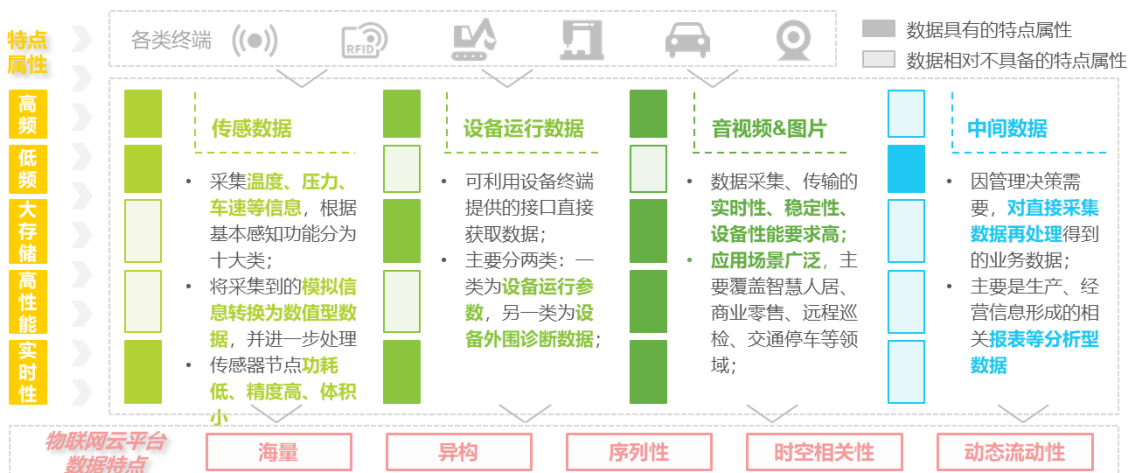 特点
属性
各类终端
RFID
数据具有的特点属性
数据相对不具备的特点属性
高
频
低
频
大
存
储
高
性
能
实
时
性
传感数据
• 采集温度、压力、
车速等信息，根据
基本感知功能分为
十大类；
• 将采集到的模拟信
息转换为数值型数
据，并进一步处理
• 传感器节点功耗
低、精度高、体积
小
设备运行数据
• 可利用设备终端
提供的接口直接
获取数据；
• 主要分两类：一
类为设备运行参
数，另一类为设
备外围诊断数据；
音视频&图片
• 数据采集、传输的
实时性、稳定性、
设备性能要求高；
• 应用场景广泛，主
要覆盖智慧人居、
商业零售、远程巡
检、交通停车等领
域；
中间数据
• 因管理决策需
要，对直接采集
数据再处理得到
的业务数据；
• 主要是生产、经
营信息形成的相
关报表等分析型
数据
物联网云平台
数据特点
海量
异构
序列性
时空相关性
动态流动性